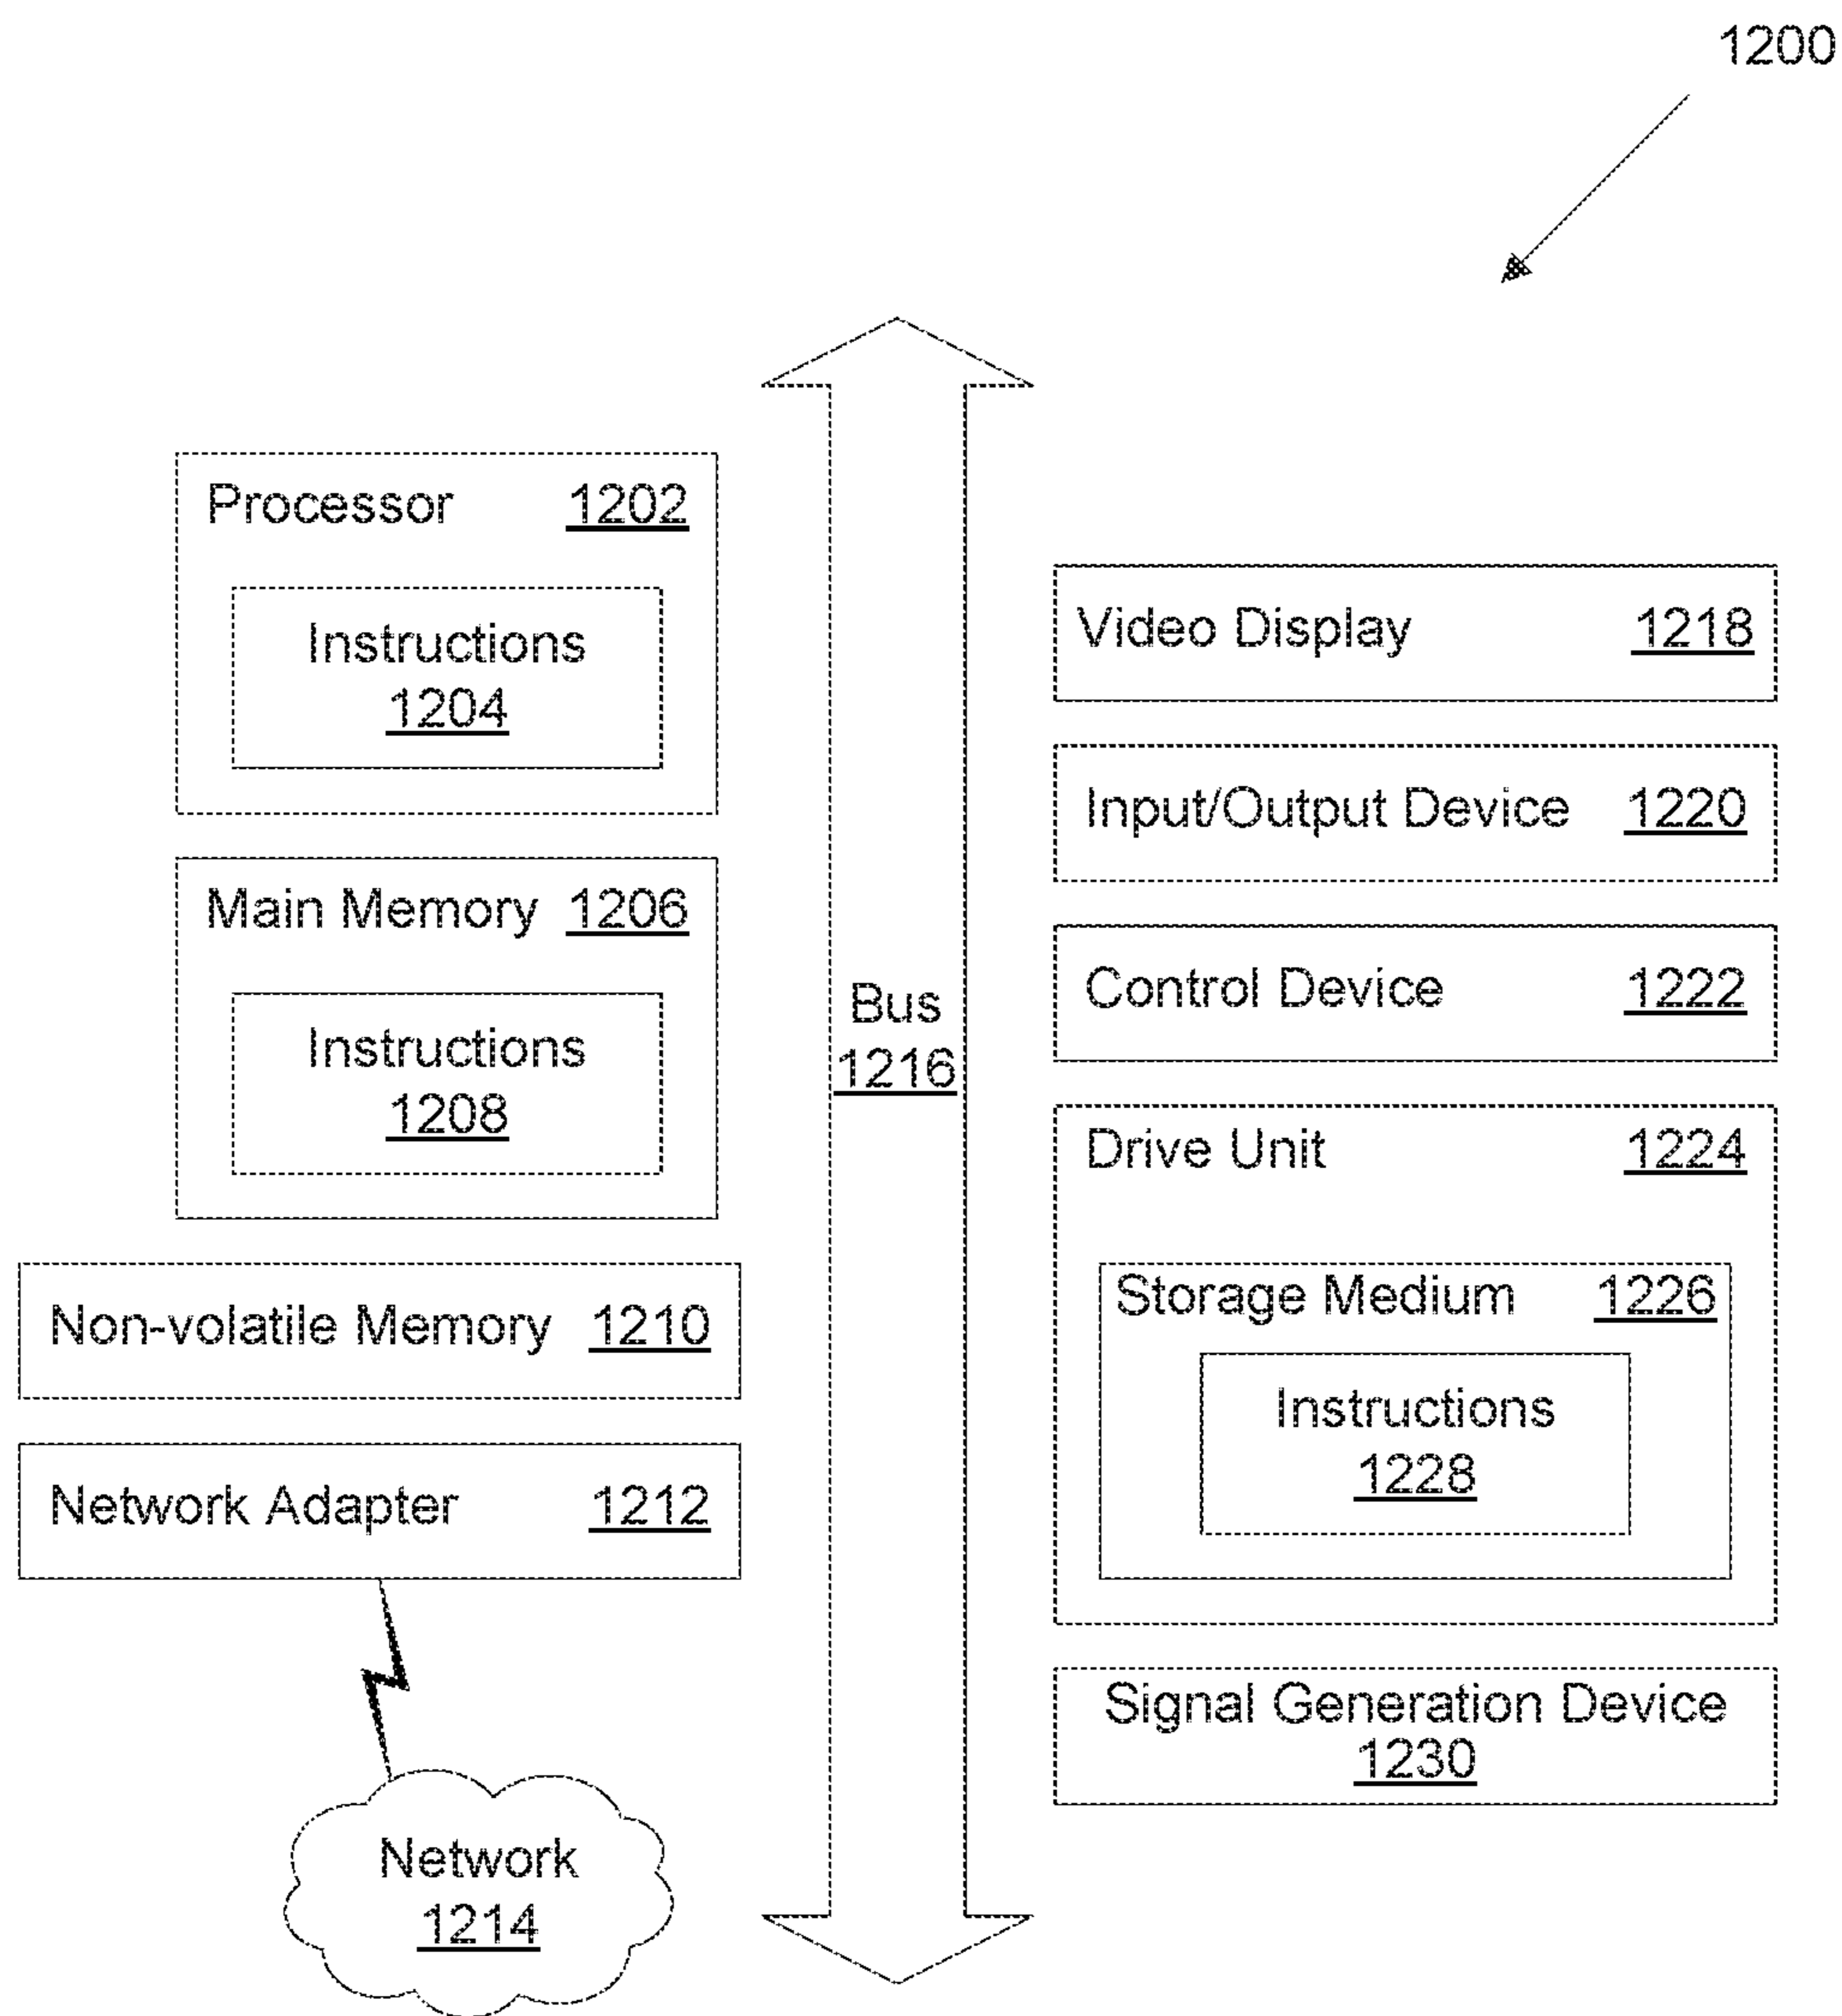 1200
Processor 1202
Instructions
1204
Main Memory 1206
Instructions
1208
Non-volatile Memory 1210
Network Adapter 1212
Network
1214
Bus
1216
Video Display 1218
Input/Output Device 1220
Control Device 1222
Drive Unit 1224
Storage Medium 1226
Instructions
1228
Signal Generation Device
1230